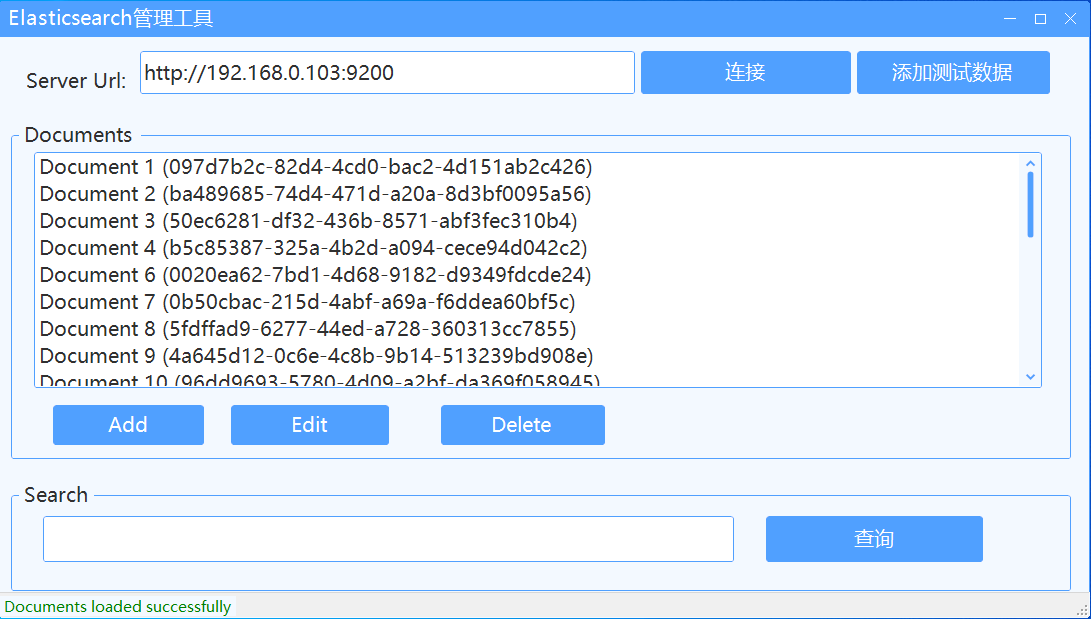 Elasticsearch管理工具
Server Url: http://192.168.0.103:9200 连接 添加测试数据
Documents
Document 1 (097d7b2c-82d4-4cd0-bac2-4d151ab2c426)
Document 2 (ba489685-74d4-471d-a20a-8d3bf0095a56)
Document 3 (50ec6281-df32-436b-8571-abf3fec310b4)
Document 4 (b5c85387-325a-4b2d-a094-cece94d042c2)
Document 6 (0020ea62-7bd1-4d68-9182-d9349fdcde24)
Document 7 (0b50cbac-215d-4abf-a69a-f6ddea60bf5c)
Document 8 (5fdffad9-6277-44ed-a728-360313cc7855)
Document 9 (4a645d12-0c6e-4c8b-9b14-513239bd908e)
Document 10 (96dd9693-5780-4d09-a2bf-da369f058945)
Add Edit Delete
Search
查询
Documents loaded successfully